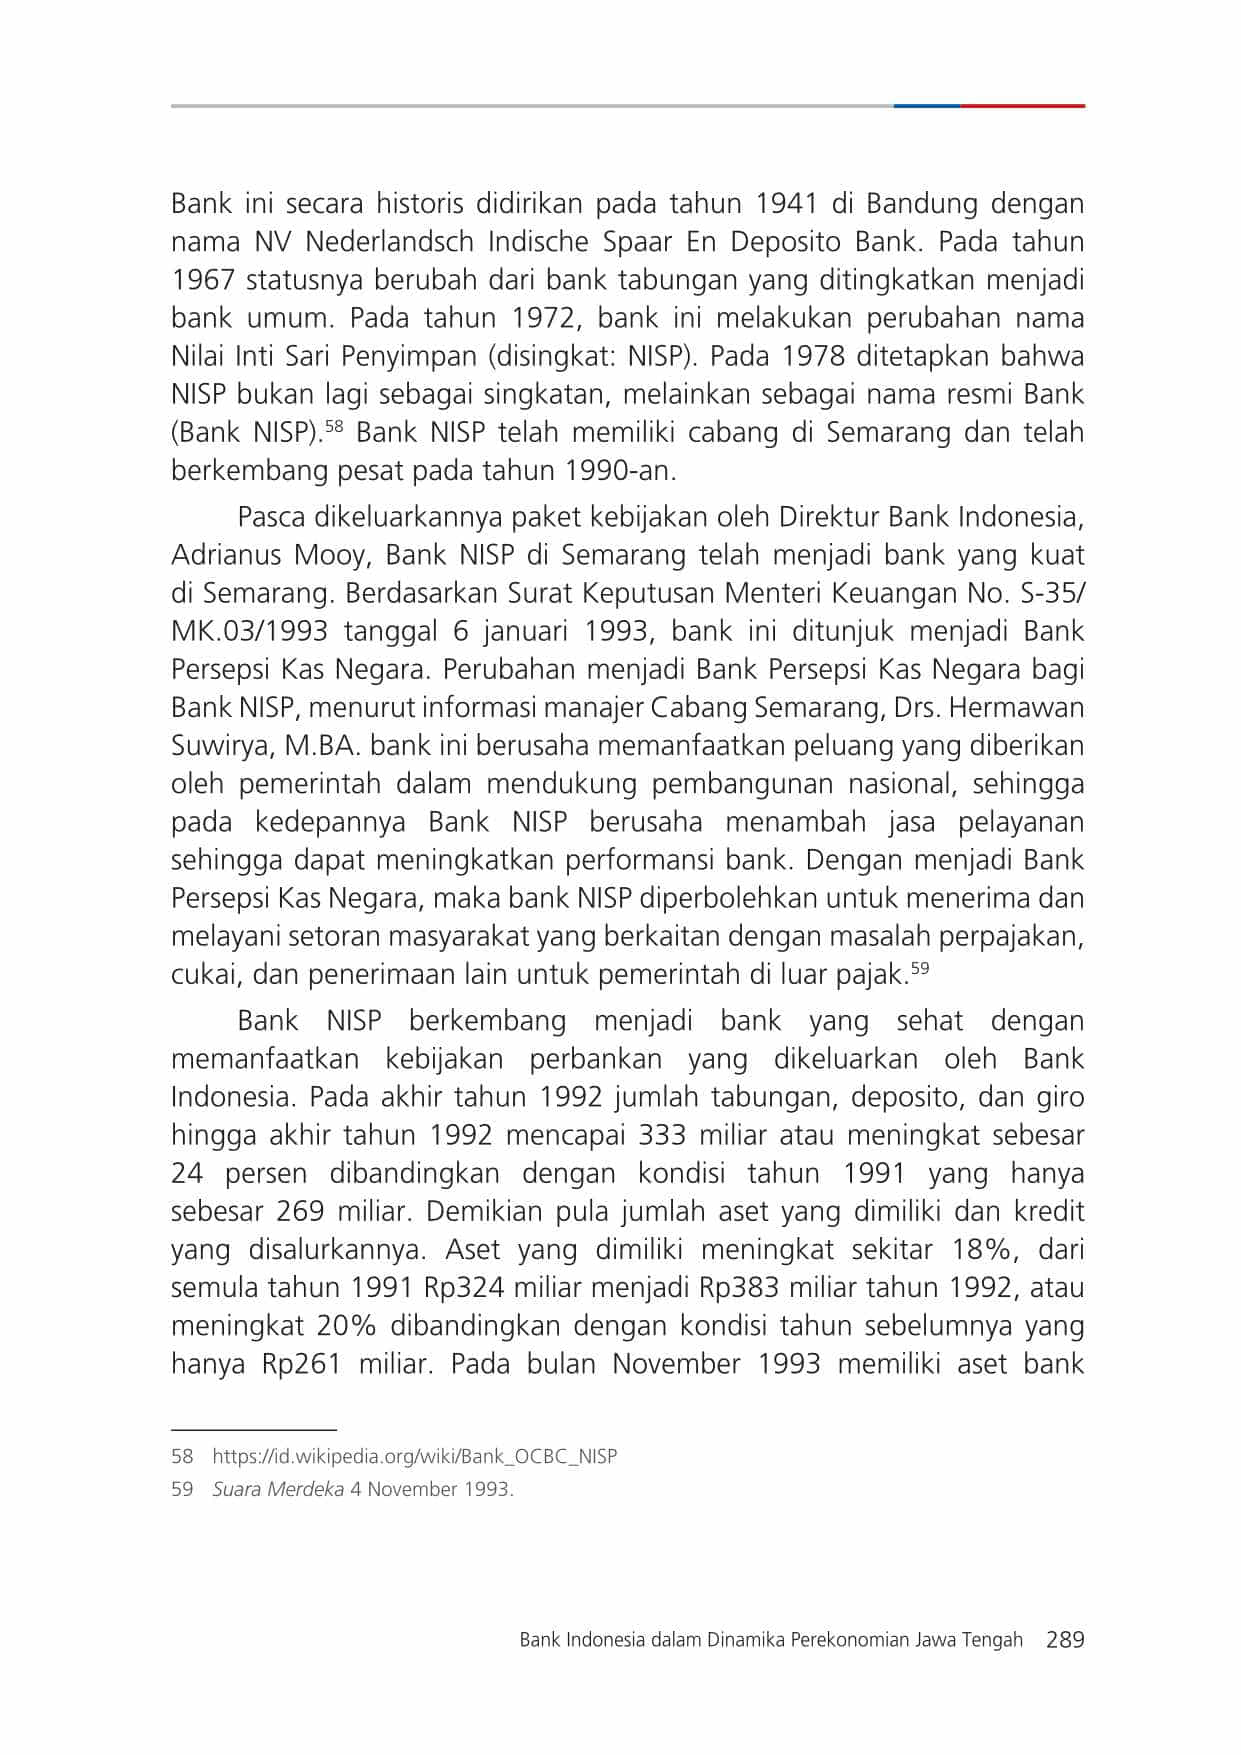 Bank ini secara historis didirikan pada tahun 1941 di Bandung dengan
nama NV Nederlandsch Indische Spaar En Deposito Bank. Pada tahun
1967 statusnya berubah dari bank tabungan yang ditingkatkan menjadi
bank umum. Pada tahun 1972, bank ini melakukan perubahan nama
Nilai Inti Sari Penyimpan (disingkat: NISP). Pada 1978 ditetapkan bahwa
NISP bukan lagi sebagai singkatan, melainkan sebagai nama resmi Bank
(Bank NISP).58 Bank NISP telah memiliki cabang di Semarang dan telah
berkembang pesat pada tahun 1990-an.
Pasca dikeluarkannya paket kebijakan oleh Direktur Bank Indonesia,
Adrianus Mooy, Bank NISP di Semarang telah menjadi bank yang kuat
di Semarang. Berdasarkan Surat Keputusan Menteri Keuangan No. S-35/
MK.03/1993 tanggal 6 januari 1993, bank ini ditunjuk menjadi Bank
Persepsi Kas Negara. Perubahan menjadi Bank Persepsi Kas Negara bagi
Bank NISP, menurut informasi manajer Cabang Semarang, Drs. Hermawan
Suwirya, M.BA. bank ini berusaha memanfaatkan peluang yang diberikan
oleh pemerintah dalam mendukung pembangunan nasional, sehingga
pada kedepannya Bank NISP berusaha menambah jasa pelayanan
sehingga dapat meningkatkan performansi bank. Dengan menjadi Bank
Persepsi Kas Negara, maka bank NISP diperbolehkan untuk menerima dan
melayani setoran masyarakat yang berkaitan dengan masalah perpajakan,
cukai, dan penerimaan lain untuk pemerintah di luar pajak.59
Bank NISP berkembang menjadi bank yang sehat dengan
memanfaatkan kebijakan perbankan yang dikeluarkan oleh Bank
Indonesia. Pada akhir tahun 1992 jumlah tabungan, deposito, dan giro
hingga akhir tahun 1992 mencapai 333 miliar atau meningkat sebesar
24 persen dibandingkan dengan kondisi tahun 1991 yang hanya
sebesar 269 miliar. Demikian pula jumlah aset yang dimiliki dan kredit
yang disalurkannya. Aset yang dimiliki meningkat sekitar 18%, dari
semula tahun 1991 Rp324 miliar menjadi Rp383 miliar tahun 1992, atau
meningkat 20% dibandingkan dengan kondisi tahun sebelumnya yang
hanya Rp261 miliar. Pada bulan November 1993 memiliki aset bank
58 https://id.wikipedia.org/wiki/Bank_OCBC_NISP
59 Suara Merdeka 4 November 1993.
Bank Indonesia dalam Dinamika Perekonomian Jawa Tengah 289